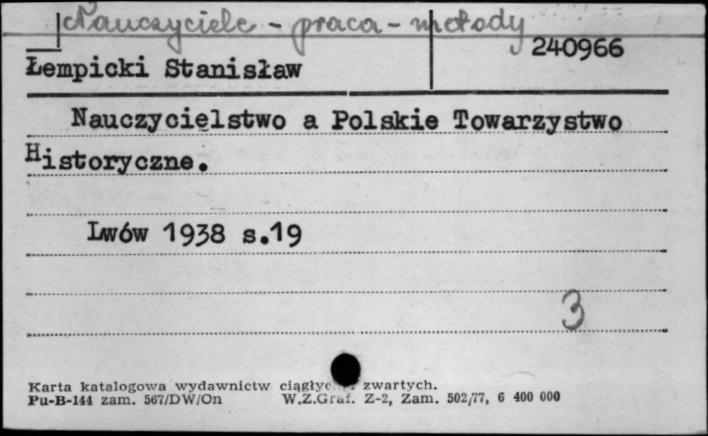 Nauczyciele - praca - metody
240966
Łempicki Stanisław
Nauczycielstwo a Polskie Towarzystwo
Historyczne.
Lwów 1938 s.19
3
Karta katalogowa wydawnictw ciągłych zwartych.
Pu-B-144 zam. 567/DW/On W.Z.Graf. Z-2, Zam. 502/77, 6 400 000